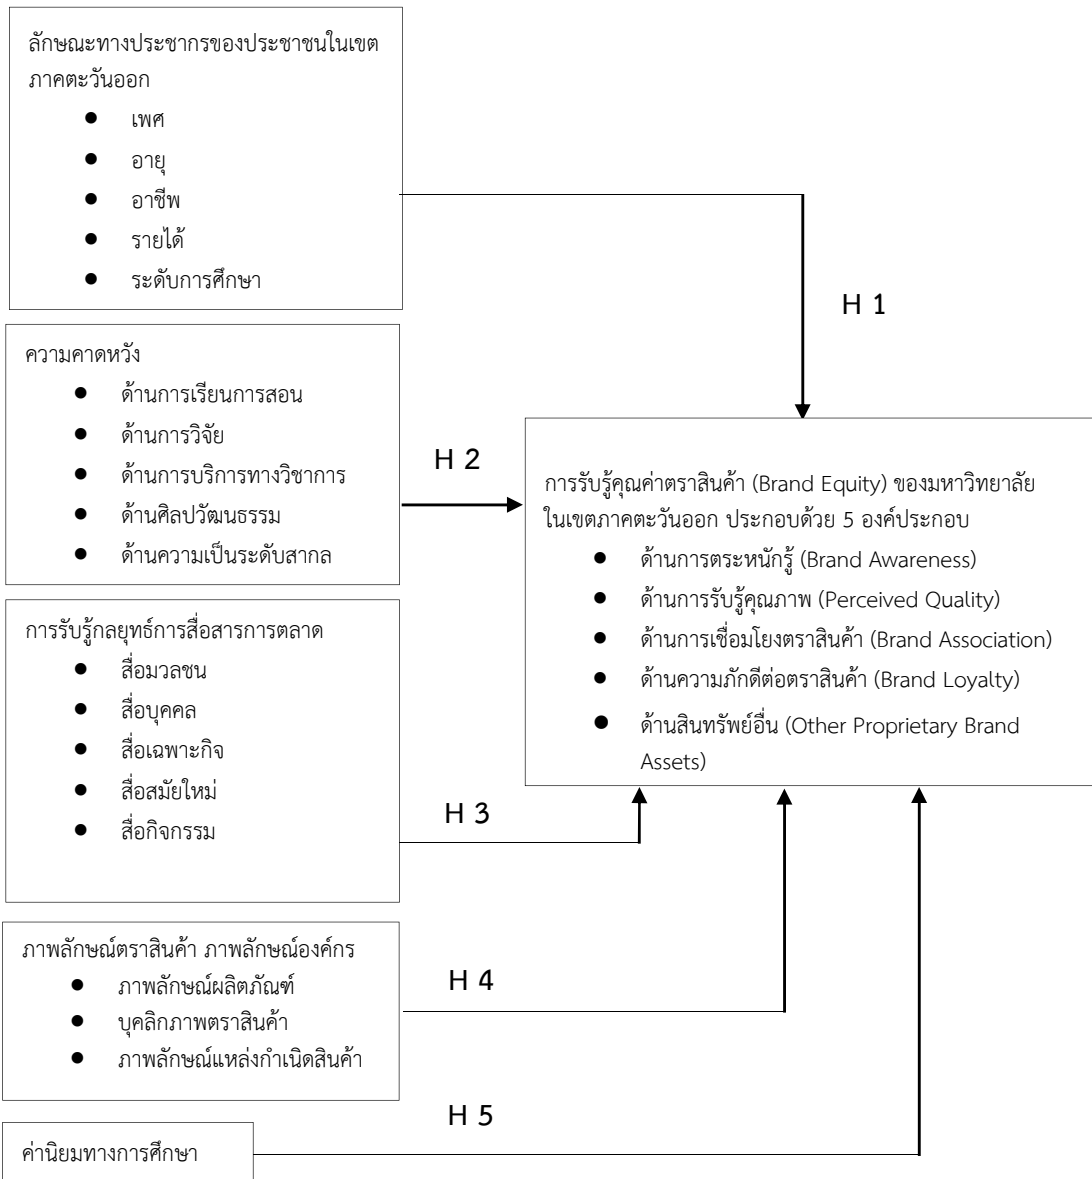 ลักษณะทางประชากรของประชาชนในเขต
ภาคตะวันออก
● เพศ
● อายุ
● อาชีพ
● รายได้
● ระดับการศึกษา
H 1
ความคาดหวัง
● ด้านการเรียนการสอน
● ด้านการวิจัย
● ด้านการบริการทางวิชาการ
● ด้านศิลปวัฒนธรรม
● ด้านความเป็นระดับสากล
H 2
การรับรู้คุณค่าตราสินค้า (Brand Equity) ของมหาวิทยาลัย
ในเขตภาคตะวันออก ประกอบด้วย 5 องค์ประกอบ
● ด้านการตระหนักรู้ (Brand Awareness)
● ด้านการรับรู้คุณภาพ (Perceived Quality)
● ด้านการเชื่อมโยงตราสินค้า (Brand Association)
● ด้านความภักดีต่อตราสินค้า (Brand Loyalty)
● ด้านสินทรัพย์อื่น (Other Proprietary Brand
Assets)
การรับรู้กลยุทธ์การสื่อสารการตลาด
● สื่อมวลชน
● สื่อบุคคล
● สื่อเฉพาะกิจ
● สื่อสมัยใหม่
● สื่อกิจกรรม
H 3
ภาพลักษณ์ตราสินค้า ภาพลักษณ์องค์กร
● ภาพลักษณ์ผลิตภัณฑ์
● บุคลิกภาพตราสินค้า
● ภาพลักษณ์แหล่งกำเนิดสินค้า
H 4
H 5
ค่านิยมทางการศึกษา